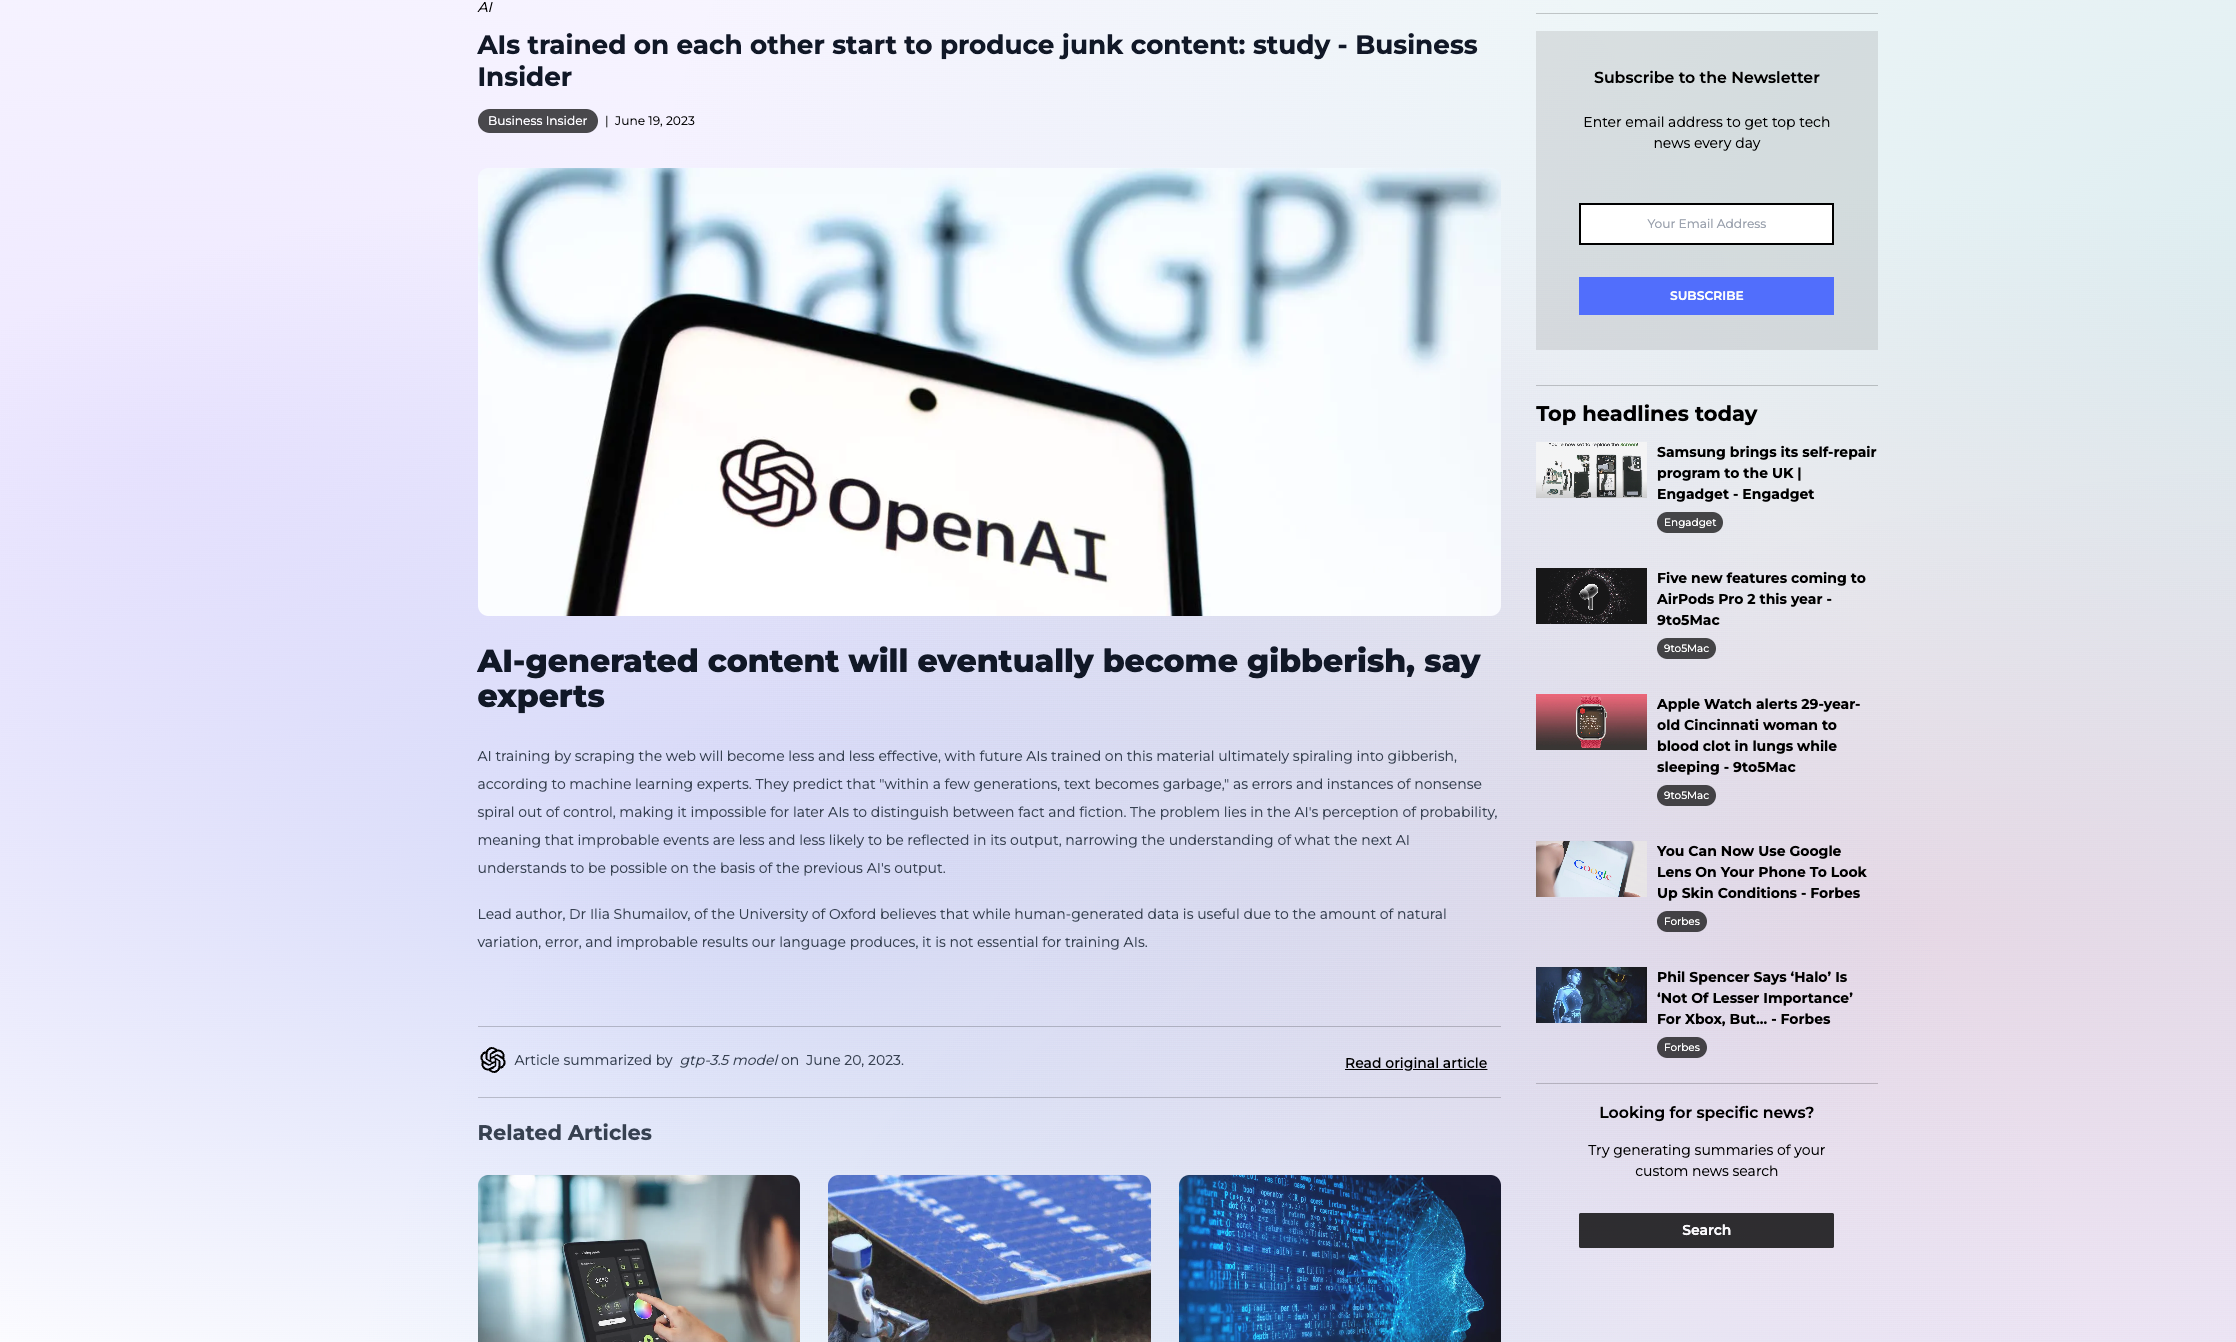 AI
AIs trained on each other start to produce junk content: study - Business
Insider
Business Insider | June 19, 2023
Chat GPT
OpenAI
AI-generated content will eventually become gibberish, say
experts
AI training by scraping the web will become less and less effective, with future AIs trained on this material ultimately spiraling into gibberish,
according to machine learning experts. They predict that "within a few generations, text becomes garbage," as errors and instances of nonsense
spiral out of control, making it impossible for later AIs to distinguish between fact and fiction. The problem lies in the AI's perception of probability,
meaning that improbable events are less and less likely to be reflected in its output, narrowing the understanding of what the next AI
understands to be possible on the basis of the previous AI's output.
Lead author, Dr Ilia Shumailov, of the University of Oxford believes that while human-generated data is useful due to the amount of natural
variation, error, and improbable results our language produces, it is not essential for training AIs.
Article summarized by gtp-3.5 model on June 20, 2023.
Read original article
Related Articles
Subscribe to the Newsletter
Enter email address to get top tech
news every day
Your Email Address
SUBSCRIBE
Top headlines today
Samsung brings its self-repair
program to the UK |
Engadget - Engadget
Engadget
Five new features coming to
AirPods Pro 2 this year -
9to5Mac
9to5Mac
Apple Watch alerts 29-year-
old Cincinnati woman to
blood clot in lungs while
sleeping - 9to5Mac
9to5Mac
Google
You Can Now Use Google
Lens On Your Phone To Look
Up Skin Conditions - Forbes
Forbes
Phil Spencer Says ‘Halo’ Is
‘Not Of Lesser Importance’
For Xbox, But... - Forbes
Forbes
Looking for specific news?
Try generating summaries of your
custom news search
Search